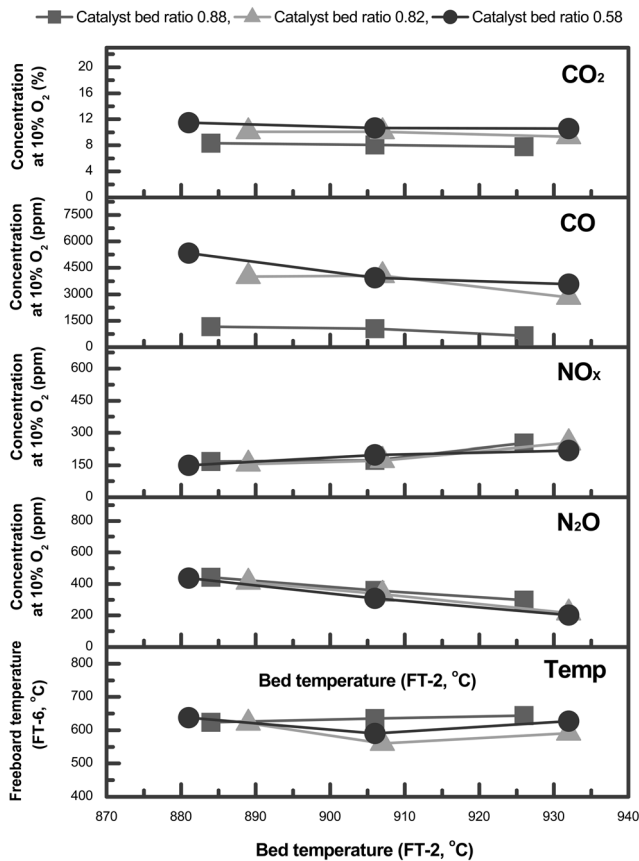 Catalyst bed ratio 0.88, Catalyst bed ratio 0.82, Catalyst bed ratio 0.58
Concentration
at 10% O2 (%)
20
16
12
8
4
0
CO2
Concentration
at 10% O2 (ppm)
7500
6000
4500
3000
1500
0
CO
Concentration
at 10% O2 (ppm)
600
450
300
150
0
NOx
Concentration
at 10% O2 (ppm)
800
600
400
200
0
N2O
Freeboard temperature
(FT-6, °C)
800
700
600
500
400
Bed temperature (FT-2, °C)
Temp
870 880 890 900 910 920 930 940
Bed temperature (FT-2, °C)